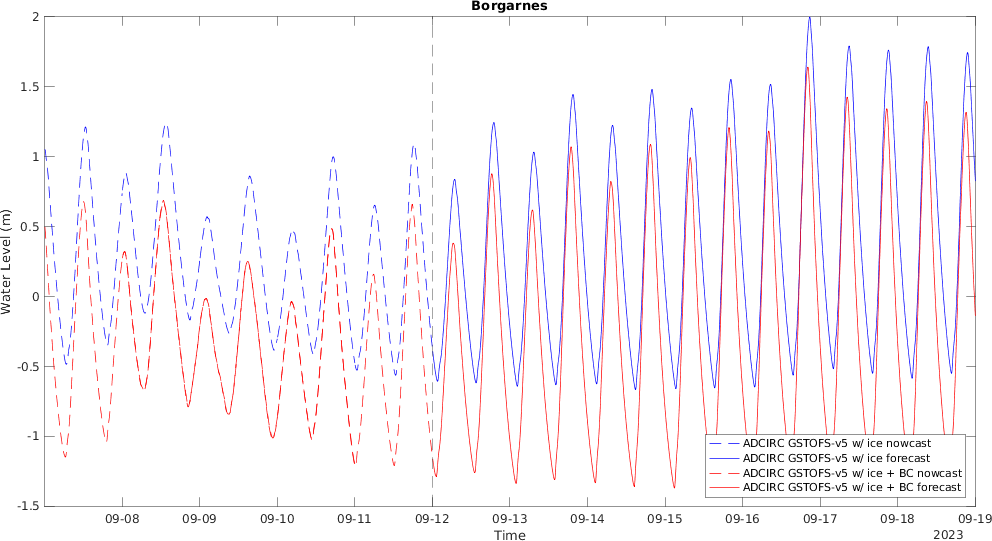 Borgarnes
2
1.5
1
0.5
0
-0.5
-1
-1.5
Water Level (m)
09-08 09-09 09-10 09-11 09-12 09-13 09-14 09-15 09-16 09-17 09-18 09-19
Time
2023
ADCIRC GSTOFS-v5 w/ ice nowcast
ADCIRC GSTOFS-v5 w/ ice forecast
ADCIRC GSTOFS-v5 w/ ice + BC nowcast
ADCIRC GSTOFS-v5 w/ ice + BC forecast